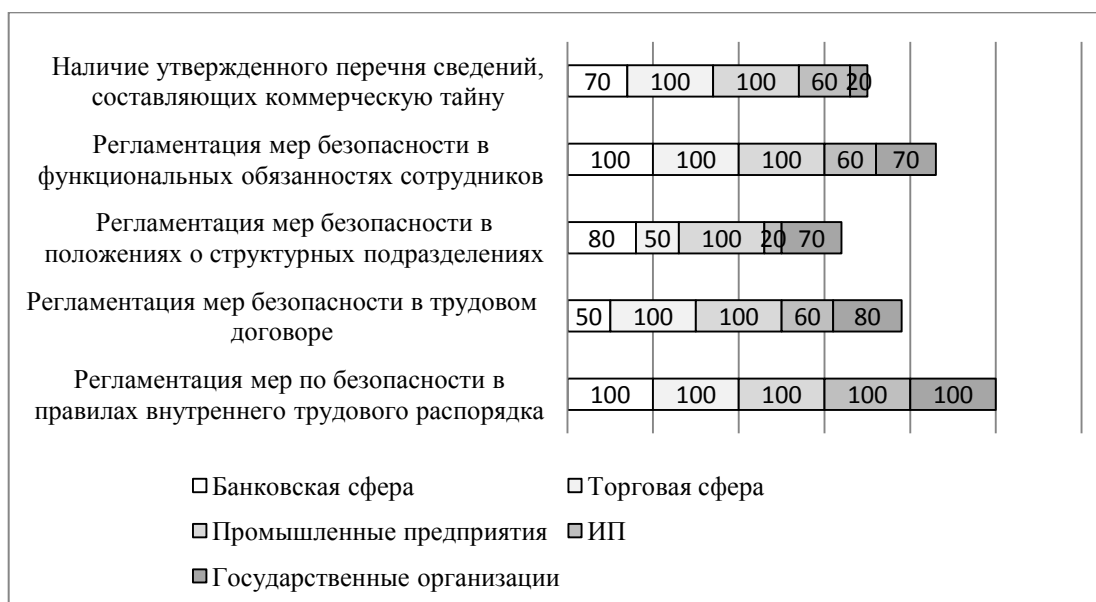 Наличие утвержденного перечня сведений,
составляющих коммерческую тайну
70 100 100 60 20
Регламентация мер безопасности в
функциональных обязанностях сотрудников
100 100 100 60 70
Регламентация мер безопасности в
положениях о структурных подразделениях
80 50 100 20 70
Регламентация мер безопасности в трудовом
договоре
50 100 100 60 80
Регламентация мер по безопасности в
правилах внутреннего трудового распорядка
100 100 100 100 100
Банковская сфера Торговая сфера
Промышленные предприятия ИП
Государственные организации